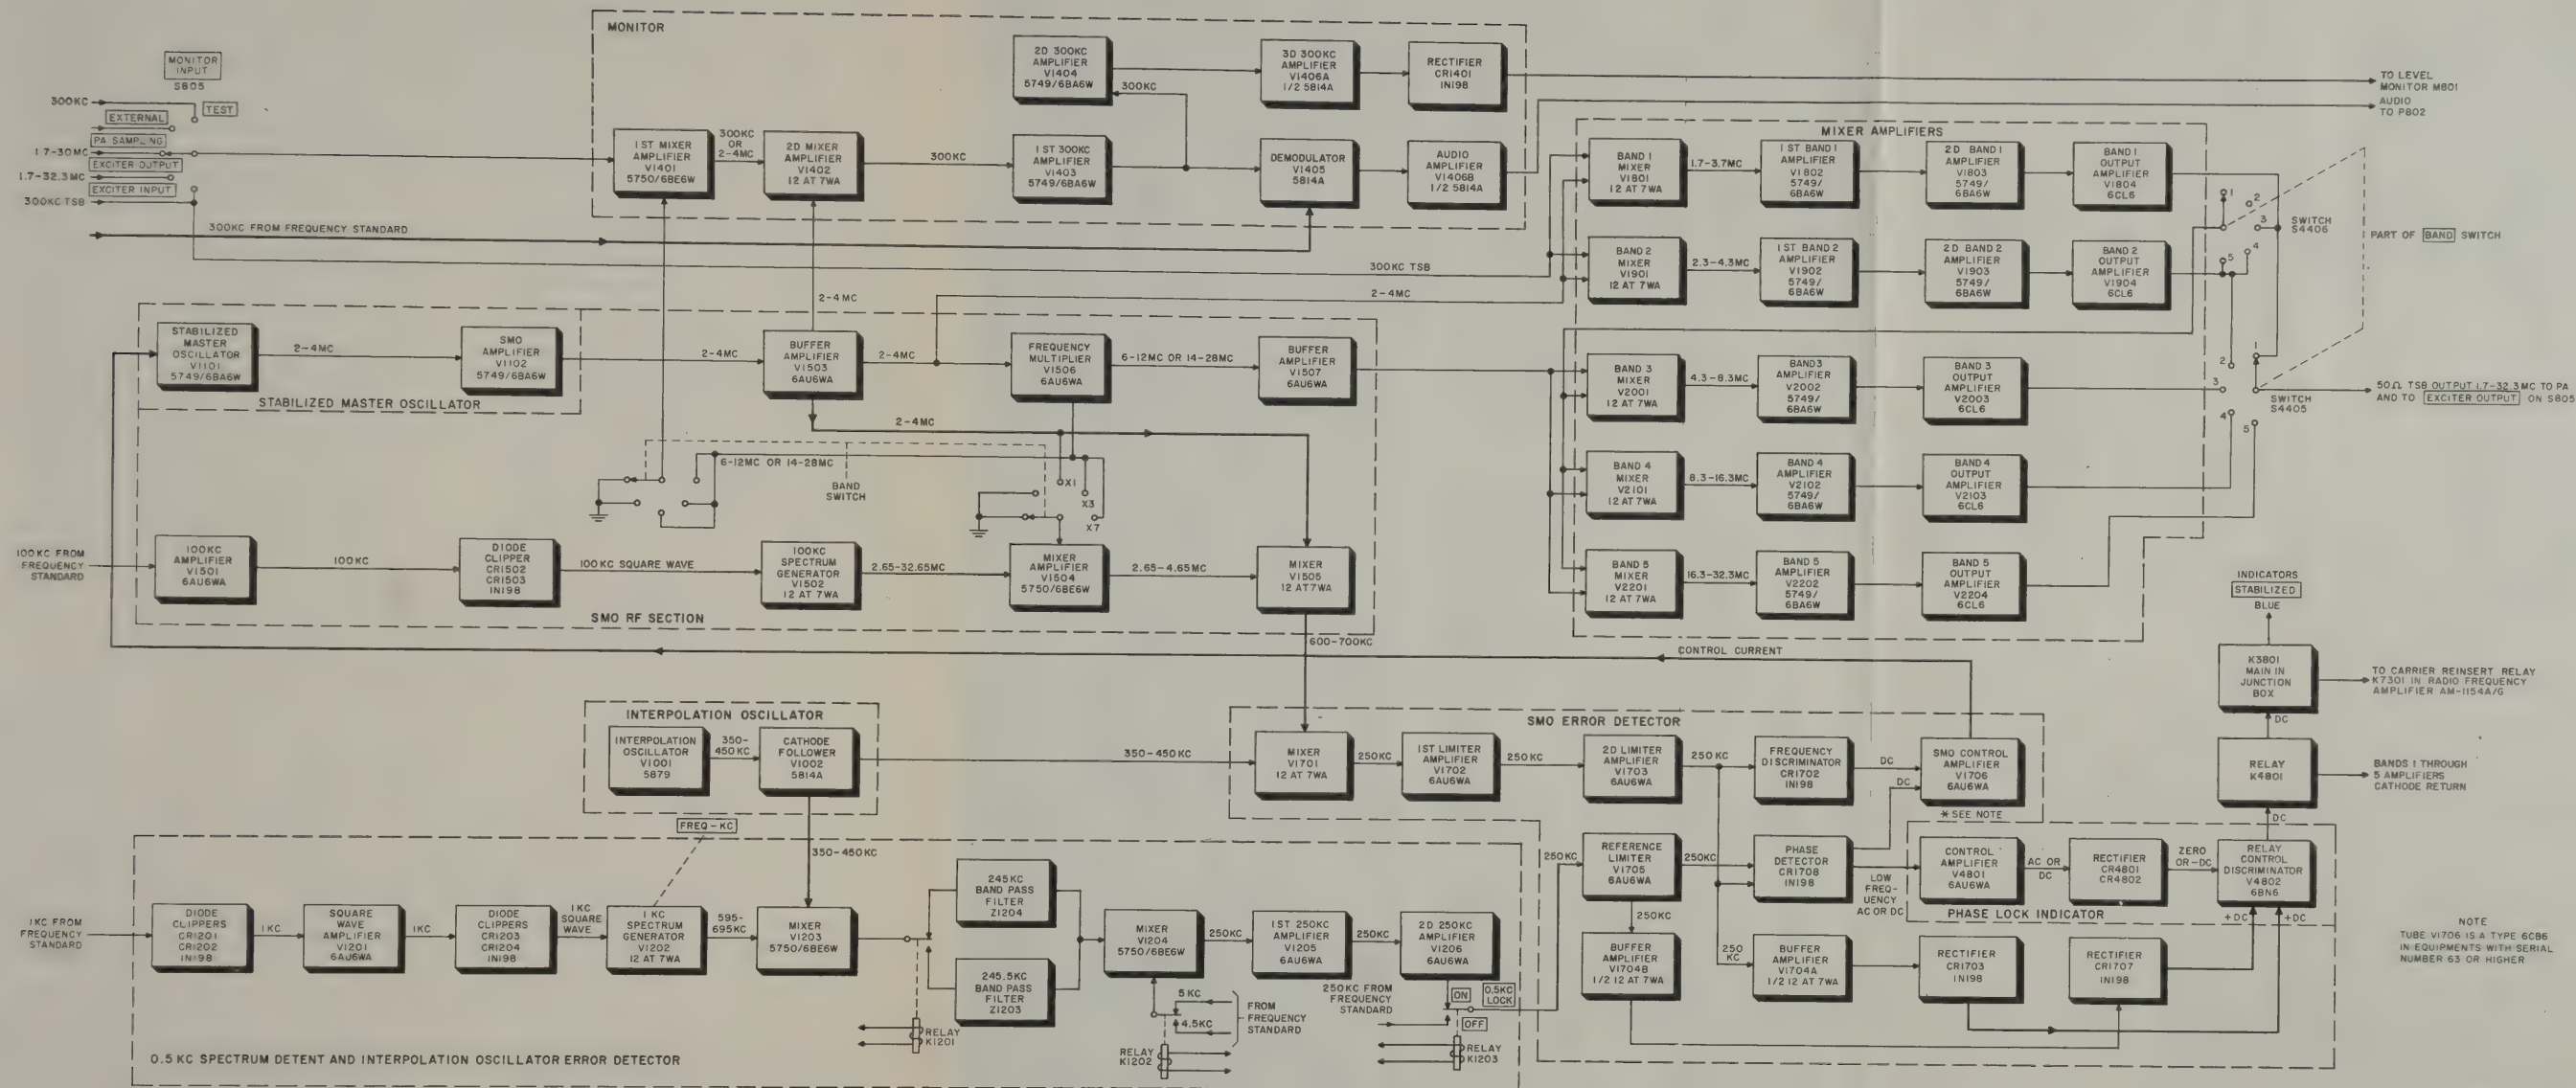 MONITOR
INPUT
S805
300KC
TEST
EXTERNAL
PA SAMPLING
1.7-30MC
EXCITER OUTPUT
1.7-32.3MC
EXCITER INPUT
300KC TSB
300KC FROM FREQUENCY STANDARD
MONITOR
1ST MIXER
AMPLIFIER
V1401
5750/6BE6W
300KC
OR
2-4MC
2D MIXER
AMPLIFIER
V1402
12 AT 7WA
300KC
1ST 300KC
AMPLIFIER
V1403
5749/6BA6W
2D 300KC
AMPLIFIER
V1404
5749/6BA6W
300KC
3D 300KC
AMPLIFIER
V1406A
1/2 5814A
RECTIFIER
CR1401
IN198
DEMODULATOR
V1405
5814A
AUDIO
AMPLIFIER
V1406B
1/2 5814A
TO LEVEL
MONITOR M801
AUDIO
TO P802
300KC TSB
2-4MC
2-4MC
MIXER AMPLIFIERS
BAND 1
MIXER
V1801
12 AT 7WA
1.7-3.7MC
1ST BAND 1
AMPLIFIER
V1802
5749/
6BA6W
2D BAND 1
AMPLIFIER
V1803
5749/
6BA6W
BAND 1
OUTPUT
AMPLIFIER
V1804
6CL6
BAND 2
MIXER
V1901
12 AT 7WA
2.3-4.3MC
1ST BAND 2
AMPLIFIER
V1902
5749/
6BA6W
2D BAND 2
AMPLIFIER
V1903
5749/
6BA6W
BAND 2
OUTPUT
AMPLIFIER
V1904
6CL6
1
2
3
4
5
SWITCH
S4406
PART OF BAND SWITCH
BAND 3
MIXER
V2001
12 AT 7WA
4.3-8.3MC
BAND3
AMPLIFIER
V2002
5749/
6BA6W
BAND 3
OUTPUT
AMPLIFIER
V2003
6CL6
BAND 4
MIXER
V2101
12 AT 7WA
8.3-16.3MC
BAND 4
AMPLIFIER
V2102
5749/
6BA6W
BAND 4
OUTPUT
AMPLIFIER
V2103
6CL6
BAND 5
MIXER
V2201
12 AT 7WA
16.3-32.3MC
BAND 5
AMPLIFIER
V2202
5749/
6BA6W
BAND 5
OUTPUT
AMPLIFIER
V2204
6CL6
1
2
3
4
5
SWITCH
S4405
50Ω TSB OUTPUT 1.7-32.3MC TO PA
AND TO EXCITER OUTPUT ON S805
STABILIZED
MASTER
OSCILLATOR
V1101
5749/6BA6W
2-4MC
SMO
AMPLIFIER
V1102
5749/6BA6W
STABILIZED MASTER OSCILLATOR
2-4MC
BUFFER
AMPLIFIER
V1503
6AU6WA
2-4MC
FREQUENCY
MULTIPLIER
V1506
6AU6WA
6-12MC OR 14-28MC
BUFFER
AMPLIFIER
V1507
6AU6WA
2-4MC
6-12MC OR 14-28MC
BAND
SWITCH
X1
X3
X7
100KC FROM
FREQUENCY
STANDARD
100KC
AMPLIFIER
V1501
6AU6WA
100KC
DIODE
CLIPPER
CR1502
CR1503
IN198
100KC SQUARE WAVE
100KC
SPECTRUM
GENERATOR
V1502
12 AT 7WA
2.65-32.65MC
MIXER
AMPLIFIER
V1504
5750/6BE6W
2.65-4.65MC
MIXER
V1505
12 AT7WA
SMO RF SECTION
600-700KC
CONTROL CURRENT
INTERPOLATION OSCILLATOR
INTERPOLATION
OSCILLATOR
V1001
5879
350-
450KC
CATHODE
FOLLOWER
V1002
5814A
350-450KC
350-450KC
SMO ERROR DETECTOR
MIXER
V1701
12 AT 7WA
250KC
1ST LIMITER
AMPLIFIER
V1702
6AU6WA
250KC
2D LIMITER
AMPLIFIER
V1703
6AU6WA
250 KC
FREQUENCY
DISCRIMINATOR
CR1702
IN198
DC
DC
SMO CONTROL
AMPLIFIER
V1706
6AU6WA
* SEE NOTE
INDICATORS
STABILIZED
BLUE
K3801
MAIN IN
JUNCTION
BOX
TO CARRIER REINSERT RELAY
K7301 IN RADIO FREQUENCY
AMPLIFIER AM-1154A/G
DC
RELAY
K4801
BANDS 1 THROUGH
5 AMPLIFIERS
CATHODE RETURN
DC
250KC
REFERENCE
LIMITER
V1705
6AU6WA
250KC
PHASE
DETECTOR
CR1708
IN198
LOW
FREQ-
UENCY
AC OR DC
CONTROL
AMPLIFIER
V4801
6AU6WA
AC OR
DC
RECTIFIER
CR4801
CR4802
ZERO
OR-DC
RELAY
CONTROL
DISCRIMINATOR
V4802
6BN6
PHASE LOCK INDICATOR
+DC
+DC
250KC
BUFFER
AMPLIFIER
V1704B
1/2 12 AT 7WA
250
KC
BUFFER
AMPLIFIER
V1704A
1/2 12 AT 7WA
RECTIFIER
CR1703
IN198
RECTIFIER
CR1707
IN198
NOTE
TUBE V1706 IS A TYPE 6CB6
IN EQUIPMENTS WITH SERIAL
NUMBER 63 OR HIGHER
FREQ-KC
1KC FROM
FREQUENCY
STANDARD
DIODE
CLIPPERS
CR1201
CR1202
IN198
1KC
SQUARE
WAVE
AMPLIFIER
V1201
6AU6WA
1KC
DIODE
CLIPPERS
CR1203
CR1204
IN198
1KC
SQUARE
WAVE
1 KC
SPECTRUM
GENERATOR
V1202
12 AT 7WA
595-
695KC
MIXER
V1203
5750/6BE6W
245KC
BAND PASS
FILTER
Z1204
245.5KC
BAND PASS
FILTER
Z1203
RELAY
K1201
MIXER
V1204
5750/6BE6W
250KC
1ST 250KC
AMPLIFIER
V1205
6AU6WA
250KC
2D 250KC
AMPLIFIER
V1206
6AU6WA
5KC
4.5KC
FROM
FREQUENCY
STANDARD
RELAY
K1202
250KC FROM
FREQUENCY
STANDARD
ON
0.5KC
LOCK
OFF
RELAY
K1203
0.5 KC SPECTRUM DETENT AND INTERPOLATION OSCILLATOR ERROR DETECTOR